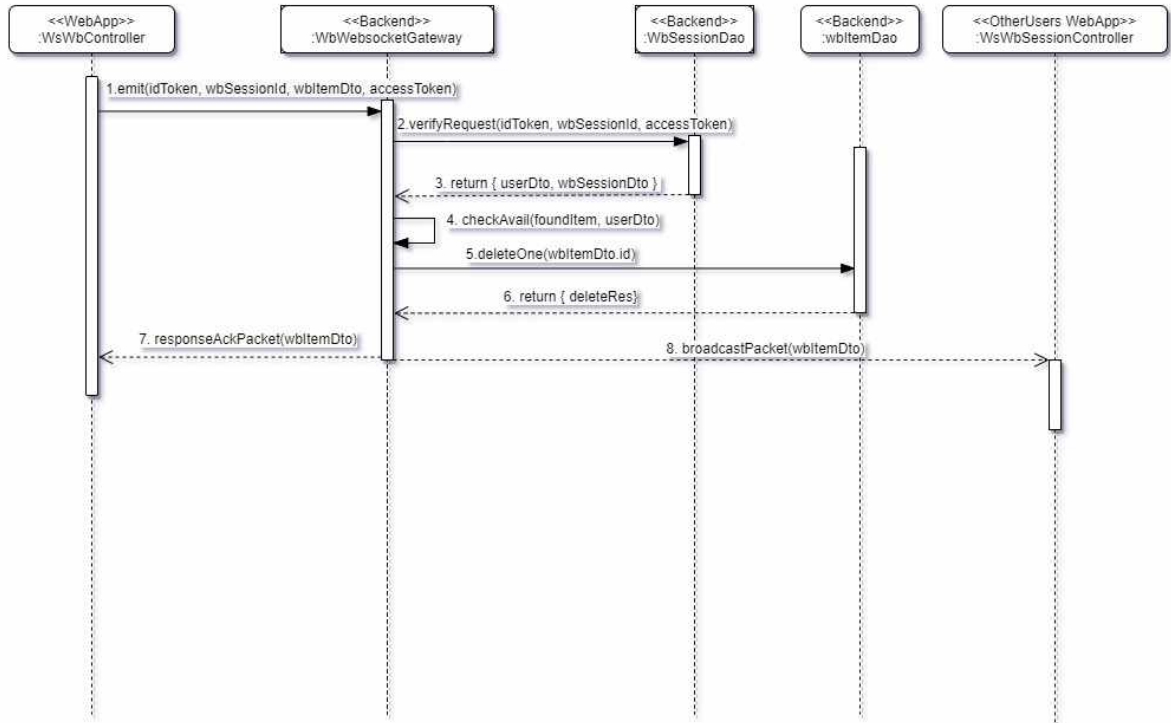 <<WebApp>>
:WsWbController
<<Backend>>
:WbWebsocketGateway
<<Backend>>
:WbSessionDao
<<Backend>>
:wbItemDao
<<OtherUsers WebApp>>
:WsWbSessionController
1.emit(idToken, wbSessionId, wbItemDto, accessToken)
2.verifyRequest(idToken, wbSessionId, accessToken)
3. return { userDto, wbSessionDto }
4. checkAvail(foundItem, userDto)
5.deleteOne(wbItemDto.id)
6. return { deleteRes}
7. responseAckPacket(wbItemDto)
8. broadcastPacket(wbItemDto)